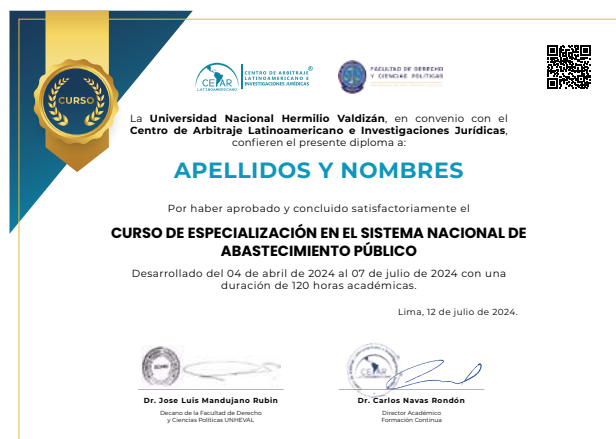 CURSO
CEAR
LATINOAMERICANO
CENTRO DE ARBITRAJE
LATINOAMERICANO E
INVESTIGACIONES JURÍDICAS
®
FACULTAD DE DERECHO
Y CIENCIAS POLÍTICAS
La Universidad Nacional Hermilio Valdizán, en convenio con el
Centro de Arbitraje Latinoamericano e Investigaciones Jurídicas,
confieren el presente diploma a:
APELLIDOS Y NOMBRES
Por haber aprobado y concluido satisfactoriamente el
CURSO DE ESPECIALIZACIÓN EN EL SISTEMA NACIONAL DE
ABASTECIMIENTO PÚBLICO
Desarrollado del 04 de abril de 2024 al 07 de julio de 2024 con una
duración de 120 horas académicas.
Lima, 12 de julio de 2024.
CEAR
Dr. Jose Luis Mandujano Rubin
Decano de la Facultad de Derecho
y Ciencias Políticas UNHEVAL
Dr. Carlos Navas Rondón
Director Académico
Formación Continua